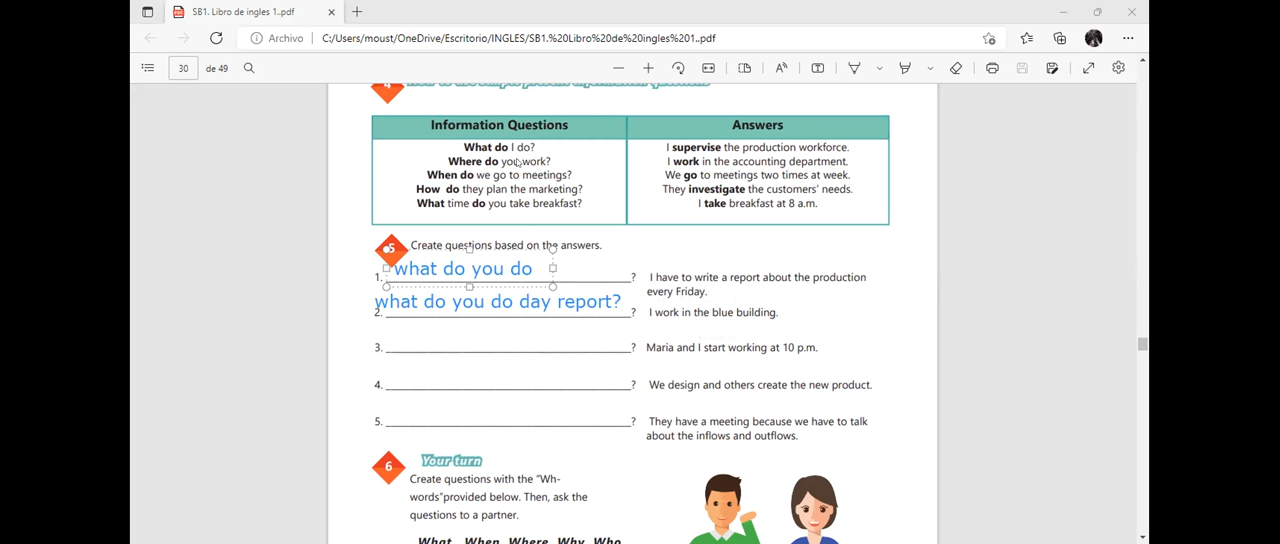 SB1. Libro de ingles 1..pdf
Archivo C:/Users/moust/OneDrive/Escritorio/INGLES/SB1.%20Libro%20de%20ingles%201..pdf
30 de 49
4
Information Questions
Answers
What do I do?
I supervise the production workforce.
Where do you work?
I work in the accounting department.
When do we go to meetings?
We go to meetings two times at week.
How do they plan the marketing?
They investigate the customers' needs.
What time do you take breakfast?
I take breakfast at 8 a.m.
5 Create questions based on the answers.
what do you do
1. ____________________? I have to write a report about the production
every Friday.
what do you do day report?
2. ____________________? I work in the blue building.
3. ____________________? Maria and I start working at 10 p.m.
4. ____________________? We design and others create the new product.
5. ____________________? They have a meeting because we have to talk
about the inflows and outflows.
6 Your turn
Create questions with the "Wh-
words"provided below. Then, ask the
questions to a partner.
What When Where Why Who